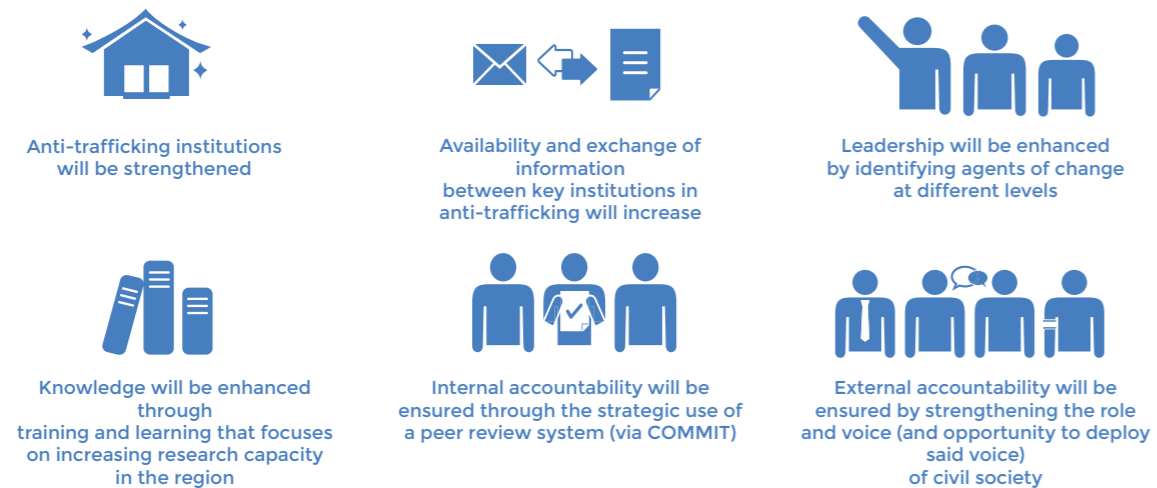 Anti-trafficking institutions
will be strengthened
Availability and exchange of
information
between key institutions in
anti-trafficking will increase
Leadership will be enhanced
by identifying agents of change
at different levels
Knowledge will be enhanced
through
training and learning that focuses
on increasing research capacity
in the region
Internal accountability will be
ensured through the strategic use of
a peer review system (via COMMIT)
External accountability will be
ensured by strengthening the role
and voice (and opportunity to deploy
said voice)
of civil society